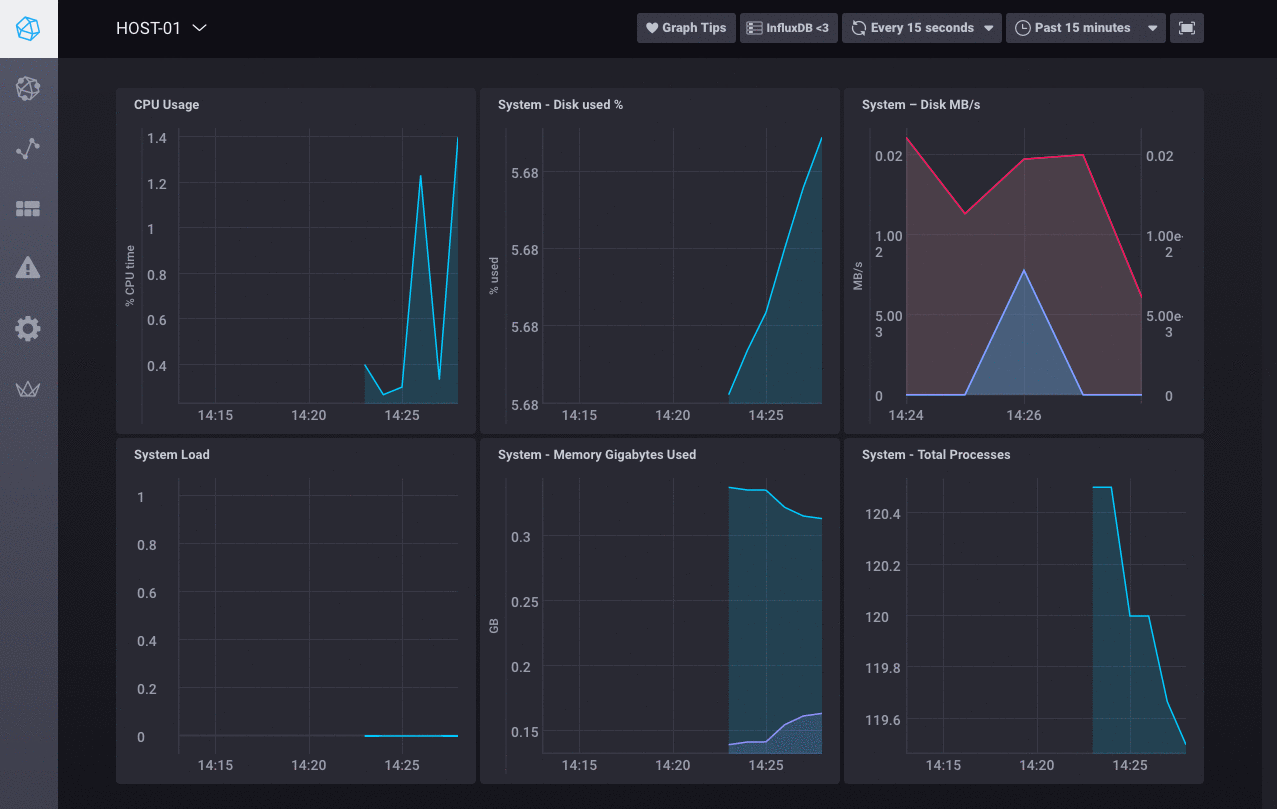 HOST-01
Graph Tips
InfluxDB <3
Every 15 seconds
Past 15 minutes
CPU Usage
1.4
1.2
1
0.8
0.6
0.4
% CPU time
14:15 14:20 14:25
System - Disk used %
5.68
5.68
5.68
5.68
% used
14:15 14:20 14:25
System – Disk MB/s
0.02
1.00
2
5.00
3
0
MB/s
0.02
1.00e-
2
5.00e-
3
0
14:24 14:26
System Load
1
0.8
0.6
0.4
0.2
0
14:15 14:20 14:25
System - Memory Gigabytes Used
0.3
0.25
0.2
0.15
GB
14:15 14:20 14:25
System - Total Processes
120.4
120.2
120
119.8
119.6
14:15 14:20 14:25